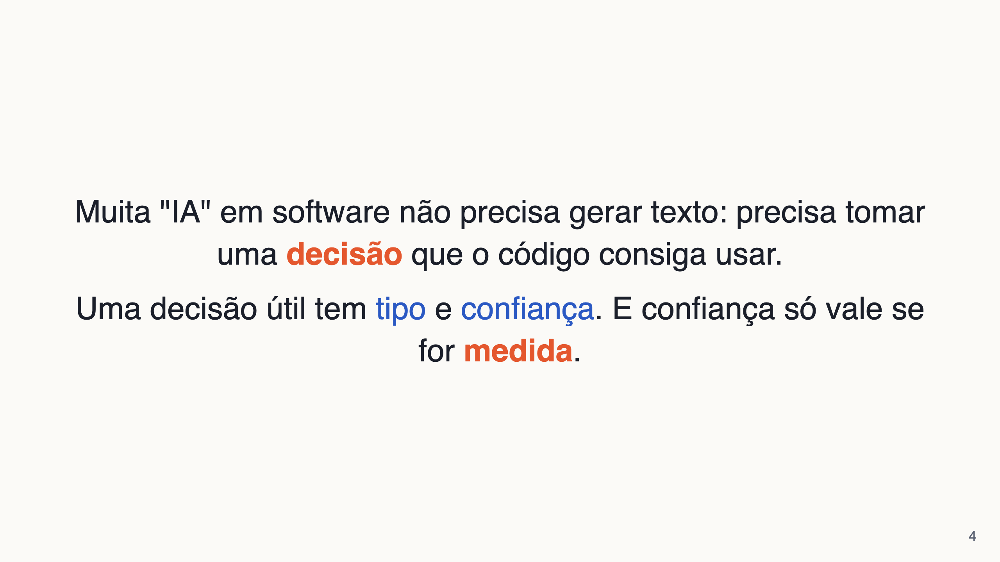 Muita "IA" em software não precisa gerar texto: precisa tomar
uma decisão que o código consiga usar.
Uma decisão útil tem tipo e confiança. E confiança só vale se
for medida.
4